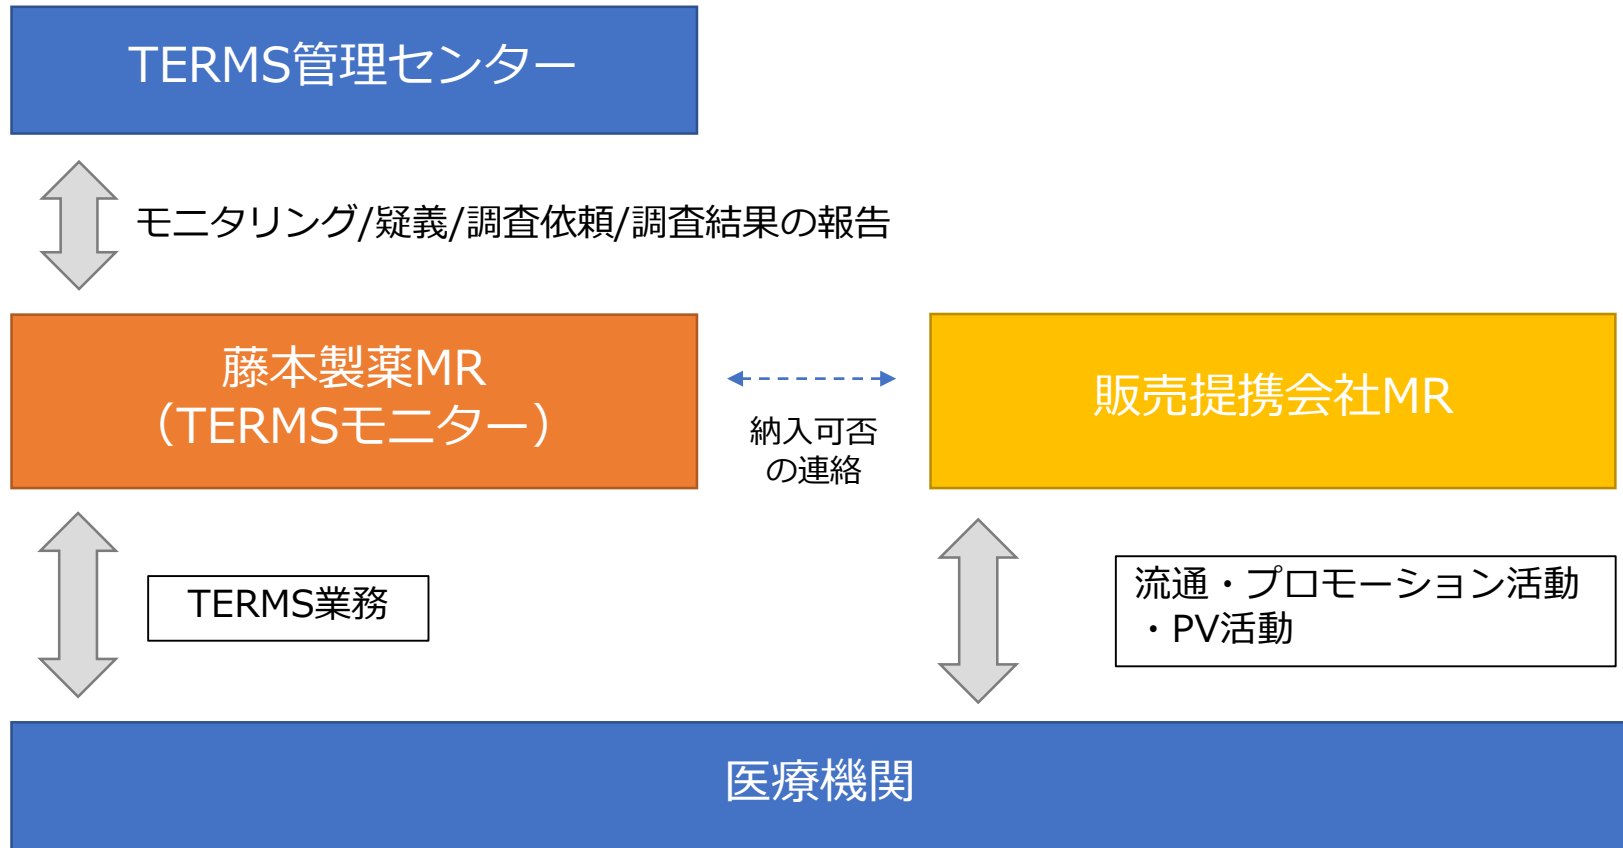 TERMS管理センター
モニタリング/疑義/調査依頼/調査結果の報告
藤本製薬MR
（TERMSモニター）
納入可否
の連絡
販売提携会社MR
TERMS業務
流通・プロモーション活動
・PV活動
医療機関